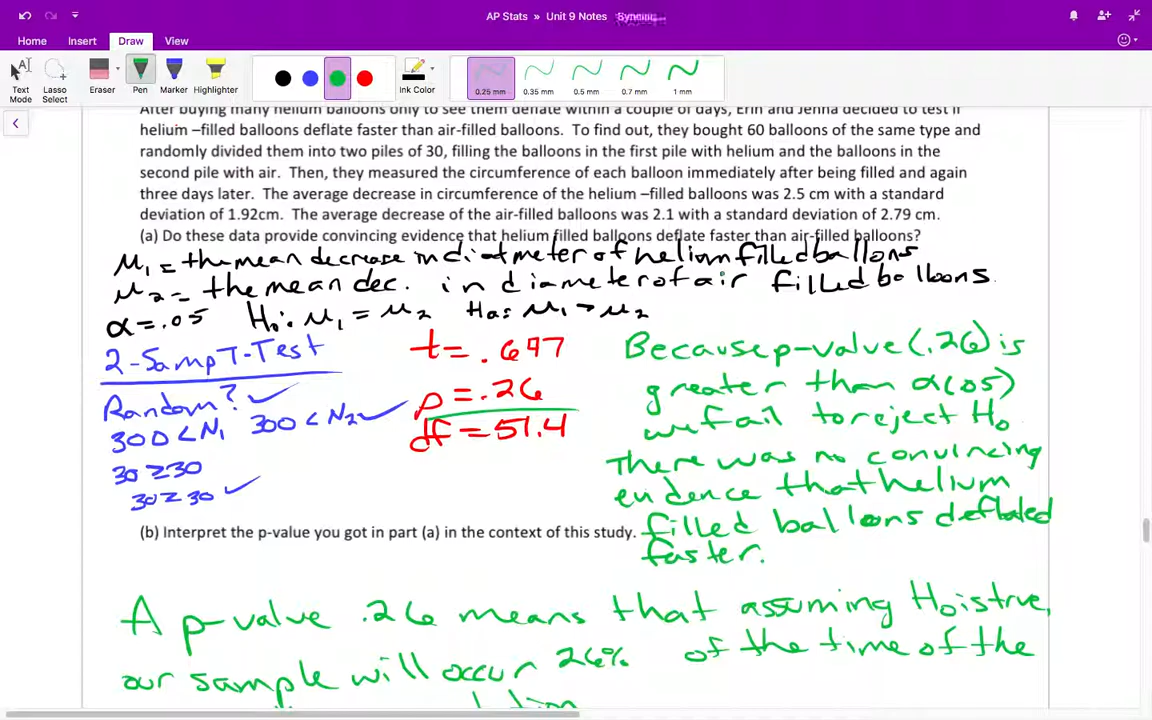 AP Stats » Unit 9 Notes Syncing...
Home Insert Draw View
Text Mode
Lasso Select
Eraser
Pen
Marker
Highlighter
Ink Color
0.25 mm
0.35 mm
0.5 mm
0.7 mm
1 mm
After buying many helium balloons only to see them deflate within a couple of days, Erin and Jenna decided to test if
helium –filled balloons deflate faster than air-filled balloons. To find out, they bought 60 balloons of the same type and
randomly divided them into two piles of 30, filling the balloons in the first pile with helium and the balloons in the
second pile with air. Then, they measured the circumference of each balloon immediately after being filled and again
three days later. The average decrease in circumference of the helium –filled balloons was 2.5 cm with a standard
deviation of 1.92cm. The average decrease of the air-filled balloons was 2.1 with a standard deviation of 2.79 cm.
(a) Do these data provide convincing evidence that helium filled balloons deflate faster than air-filled balloons?
μ1 = the mean decrease in diatmeter of helium filled ballons
μ2 = the mean dec. in diameter of air filled balloons.
α = .05 H0: μ1 = μ2 Ha: μ1 > μ2
2-Samp T-Test
Random? ✓
300 < N1 300 < N2 ✓
30 ≥ 30
30 ≥ 30 ✓
t = .647
p = .26
df = 51.4
Because p-value (.26) is
greater than α (.05)
we fail to reject H0
There was no convincing
evidence that helium
filled balloons deflated
faster.
(b) Interpret the p-value you got in part (a) in the context of this study.
A p-value .26 means that assuming H0 is true,
our sample will occur 26% of the time of the